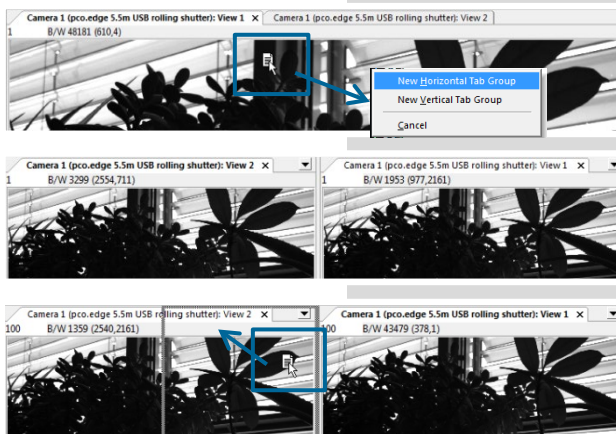 Camera 1 (pco.edge 5.5m USB rolling shutter): View 1 X Camera 1 (pco.edge 5.5m USB rolling shutter): View 2
1 B/W 48181 (610,4)
New Horizontal Tab Group
New Vertical Tab Group
Cancel
Camera 1 (pco.edge 5.5m USB rolling shutter): View 2 X Camera 1 (pco.edge 5.5m USB rolling shutter): View 1 X
1 B/W 3299 (2554,711) 1 B/W 1953 (977,2161)
Camera 1 (pco.edge 5.5m USB rolling shutter): View 2 X Camera 1 (pco.edge 5.5m USB rolling shutter): View 1 X
100 B/W 1359 (2540,2161) 00 B/W 43479 (378,1)